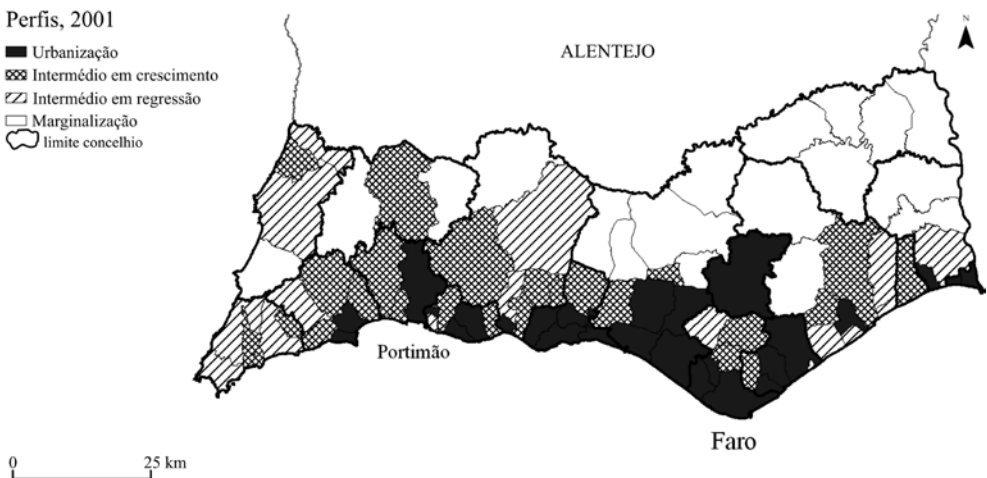 Perfis, 2001
Urbanização
Intermédio em crescimento
Intermédio em regressão
Marginalização
limite concelhio
ALENTEJO
N
Portimão
Faro
0 25 km